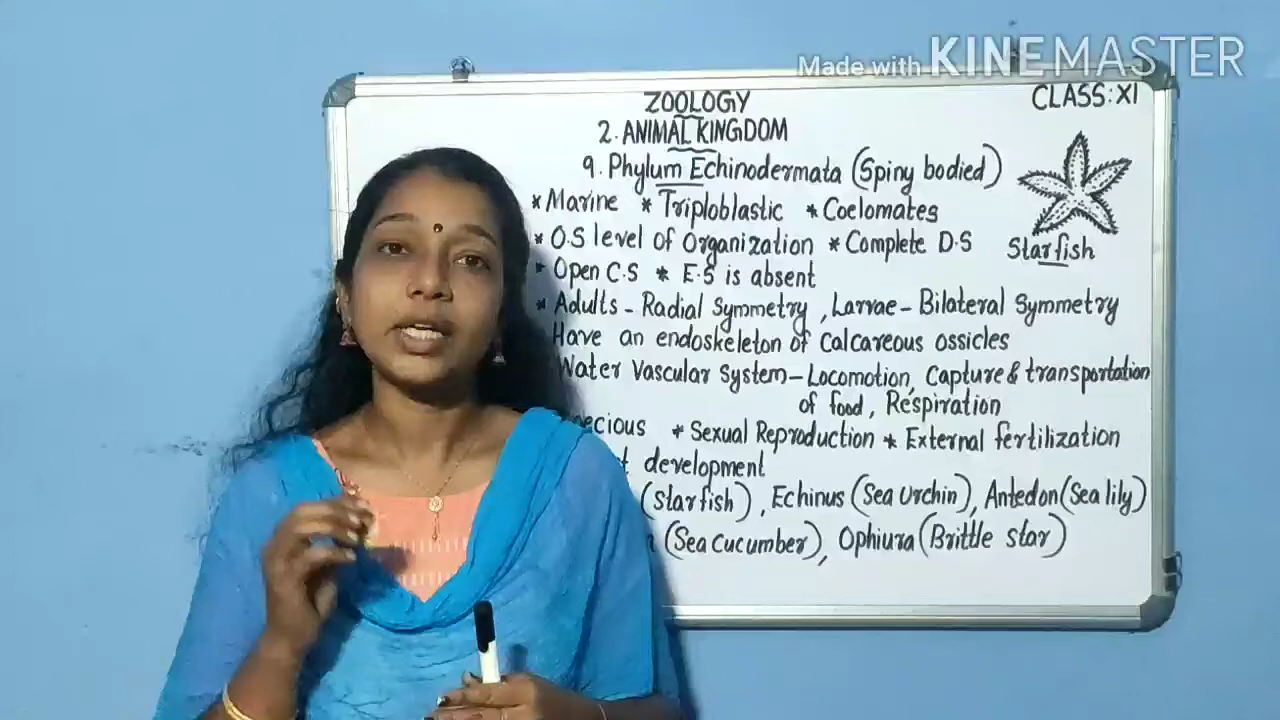 Made with KINEMASTER
ZOOLOGY
CLASS: XI
2. ANIMAL KINGDOM
9. Phylum Echinodermata (Spiny bodied)
* Marine * Triploblastic * Coelomates
* O.S level of Organization * Complete D.S
Starfish
* Open C.S * E.S is absent
* Adults - Radial Symmetry, Larvae - Bilateral Symmetry
Have an endoskeleton of Calcareous ossicles
Water Vascular System - Locomotion, Capture & transportation
of food, Respiration
* Sexual Reproduction * External fertilization
development
(Starfish), Echinus (Sea Urchin), Antedon (Sea lily)
(Sea Cucumber), Ophiura (Brittle star)